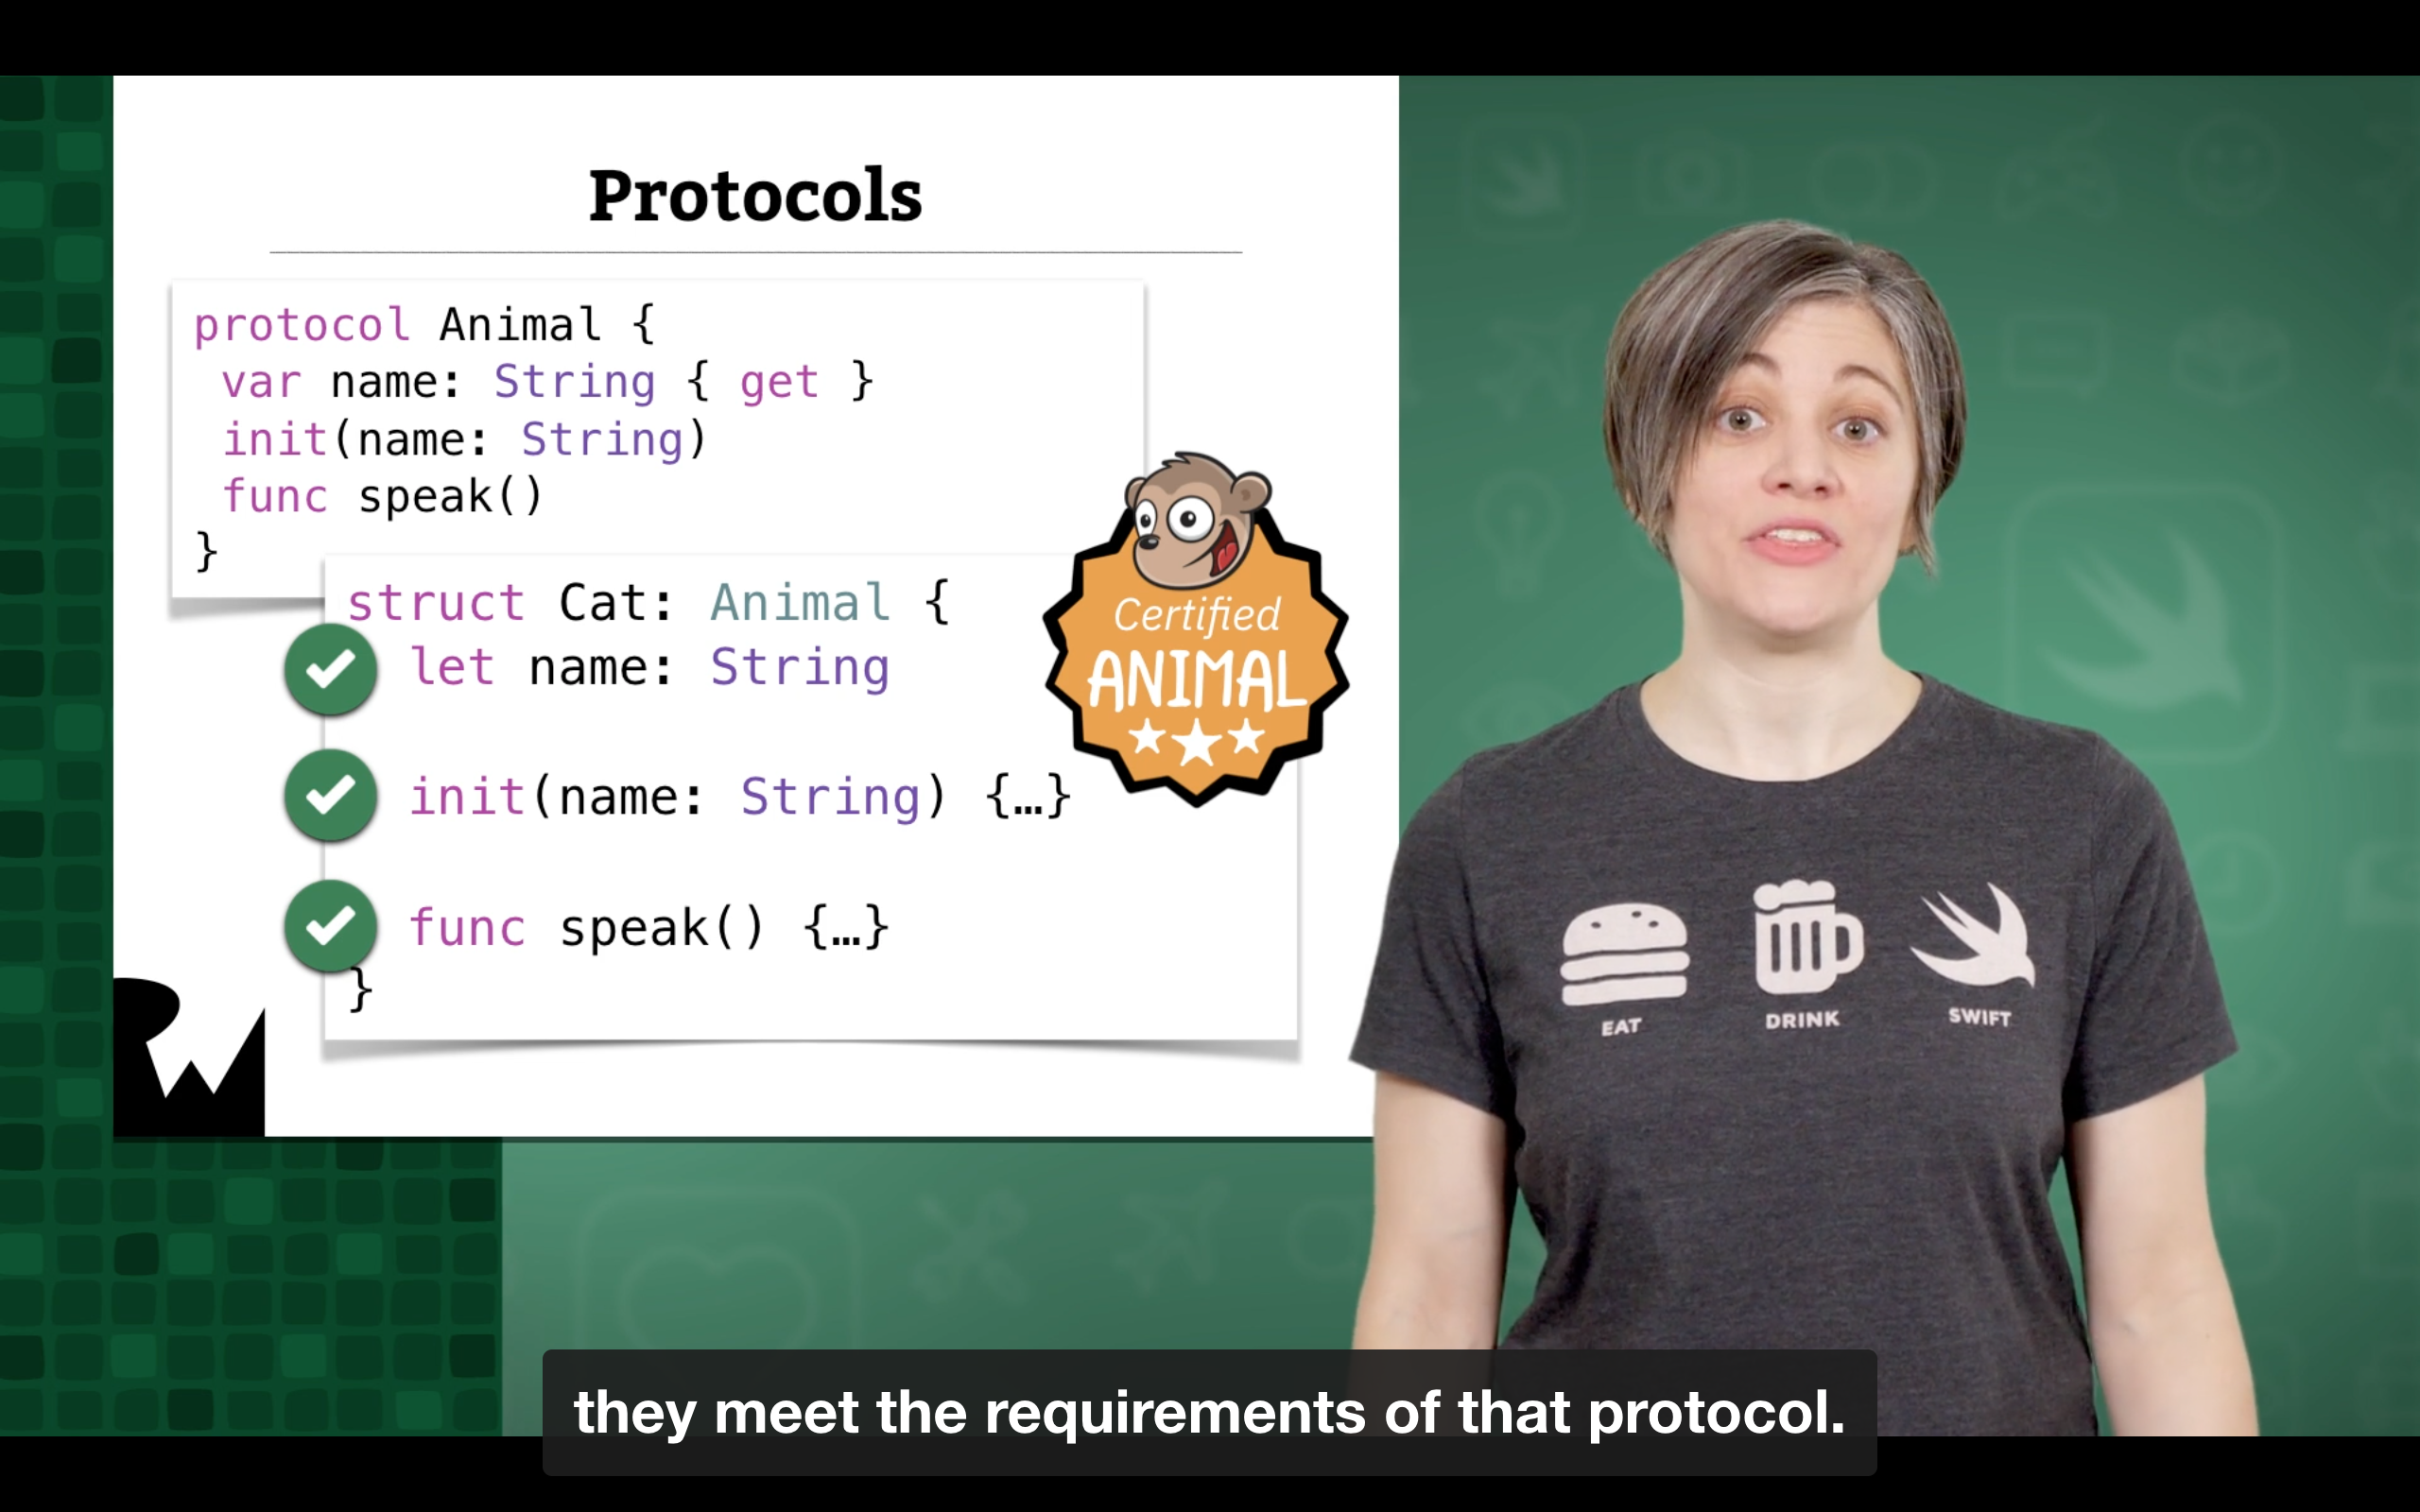 Protocols
protocol Animal {
var name: String { get }
init(name: String)
func speak()
}
struct Cat: Animal {
let name: String
init(name: String) {…}
func speak() {…}
}
Certified
ANIMAL
EAT
DRINK
SWIFT
they meet the requirements of that protocol.